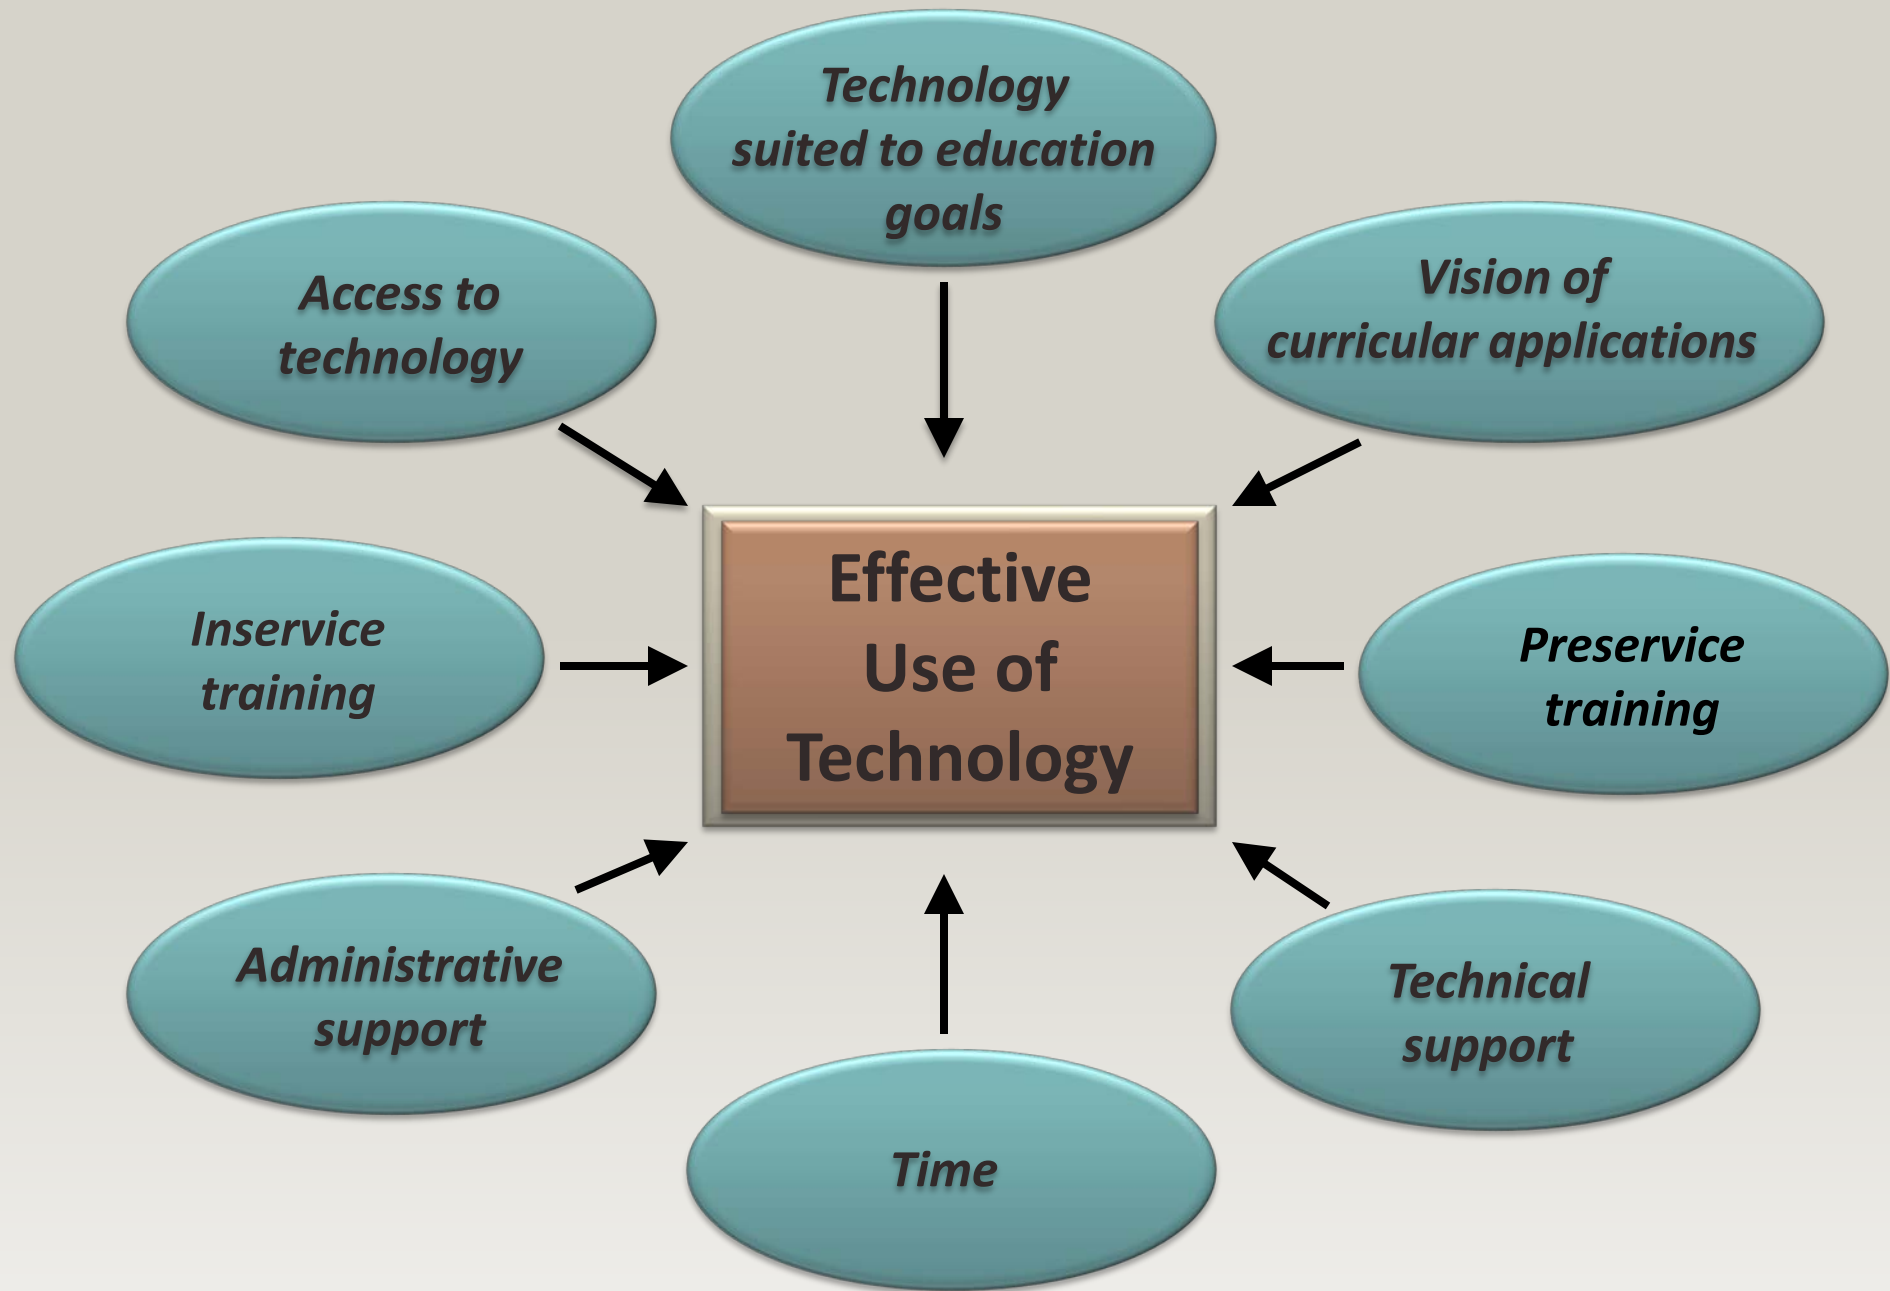 Technology
suited to education
goals
Access to
technology
Vision of
curricular applications
Effective
Use of
Technology
Inservice
training
Preservice
training
Administrative
support
Technical
support
Time